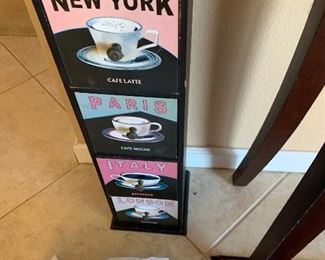 NEW YORK
CAFE LATTE
PARIS
CAFE MOCHA
ITALY
ESPRESSO
LONDON